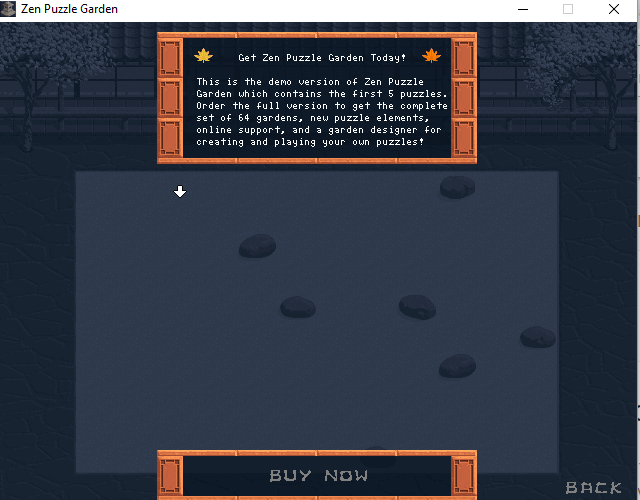 Zen Puzzle Garden
Get Zen Puzzle Garden Today!
This is the demo version of Zen Puzzle
Garden which contains the first 5 puzzles.
Order the full version to get the complete
set of 64 gardens, new puzzle elements,
online support, and a garden designer for
creating and playing your own puzzles!
BUY NOW
BACK